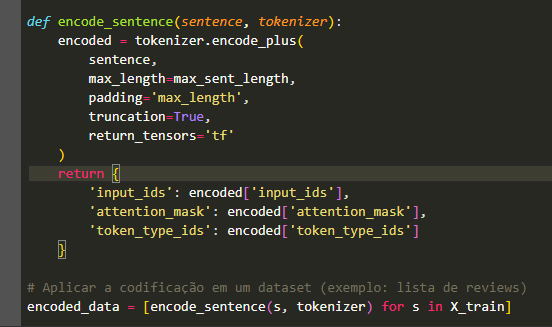 def encode_sentence(sentence, tokenizer):
    encoded = tokenizer.encode_plus(
        sentence,
        max_length=max_sent_length,
        padding='max_length',
        truncation=True,
        return_tensors='tf'
    )
    return {
        'input_ids': encoded['input_ids'],
        'attention_mask': encoded['attention_mask'],
        'token_type_ids': encoded['token_type_ids']
    }
# Aplicar a codificação em um dataset (exemplo: lista de reviews)
encoded_data = [encode_sentence(s, tokenizer) for s in X_train]